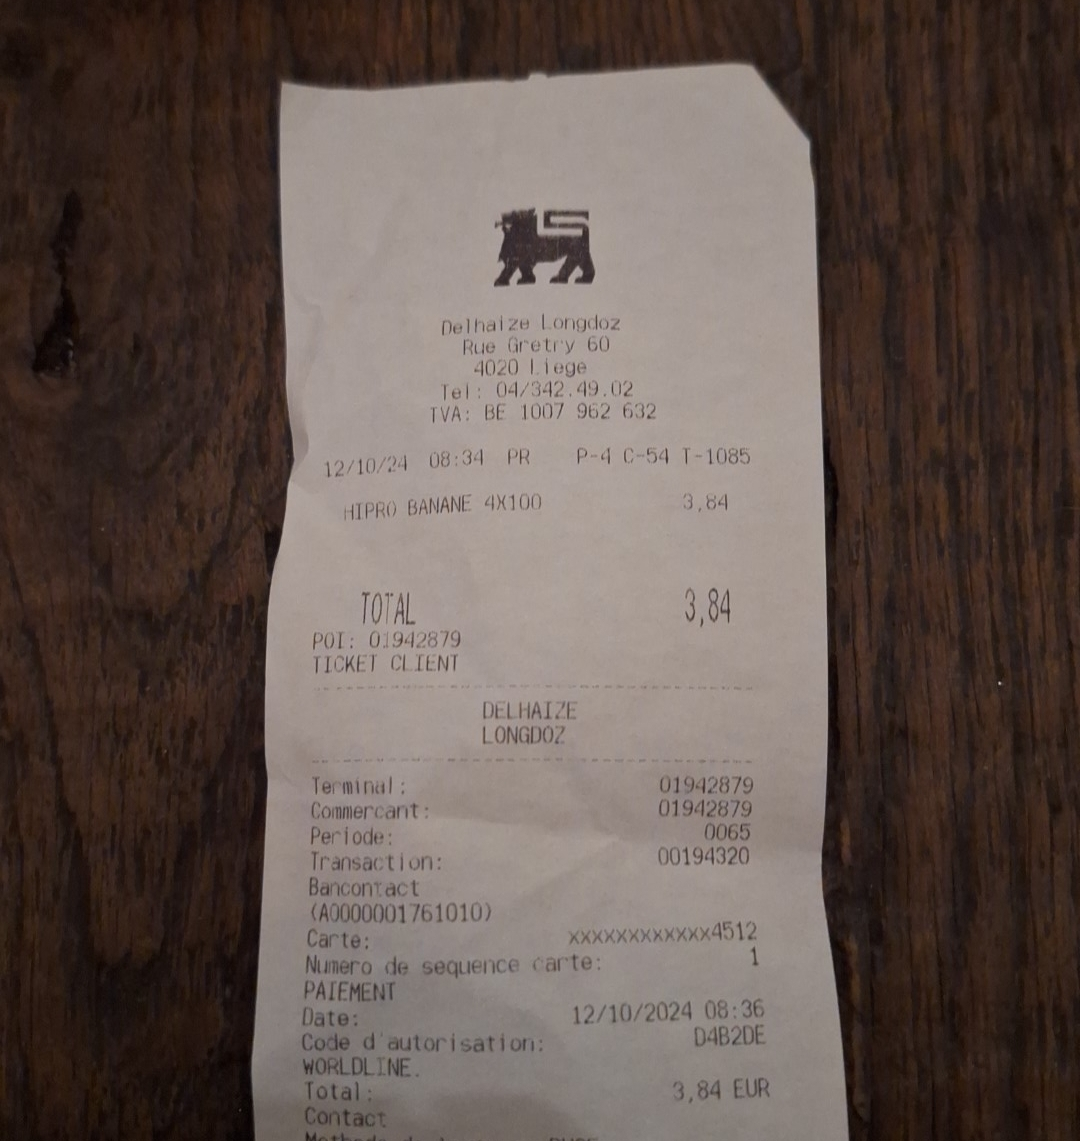 Delhaize Longdoz
Rue Gretry 60
4020 Liege
Tel: 04/342.49.02
TVA: BE 1007 962 632
12/10/24 08:34 PR P-4 C-54 T-1085
HIPRO BANANE 4X100 3,84
TOTAL 3,84
POI: 01942879
TICKET CLIENT
DELHAIZE
LONGDOZ
Terminal: 01942879
Commercant: 01942879
Periode: 0065
Transaction: 00194320
Bancontact
(A0000001761010)
Carte: xxxxxxxxxxxx4512
Numero de sequence carte: 1
PAIEMENT
Date: 12/10/2024 08:36
Code d'autorisation: D4B2DE
WORLDLINE.
Total: 3,84 EUR
Contact